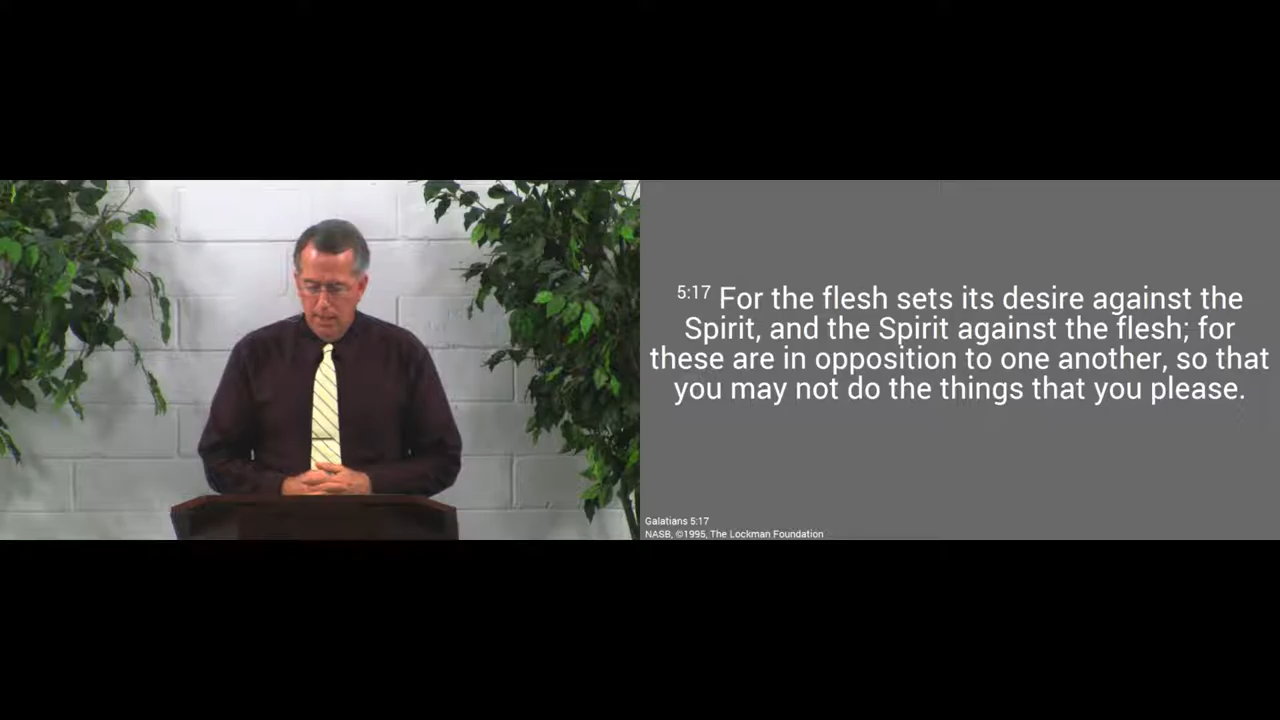 5:17 For the flesh sets its desire against the
Spirit, and the Spirit against the flesh; for
these are in opposition to one another, so that
you may not do the things that you please.
Galatians 5:17
NASB, ©1995, The Lockman Foundation